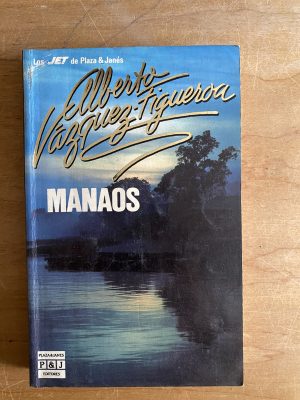 Los JET de Plaza & Janés
Alberto
Vázquez-Figueroa
MANAOS
PLAZA&JANES
P&J
EDITORES